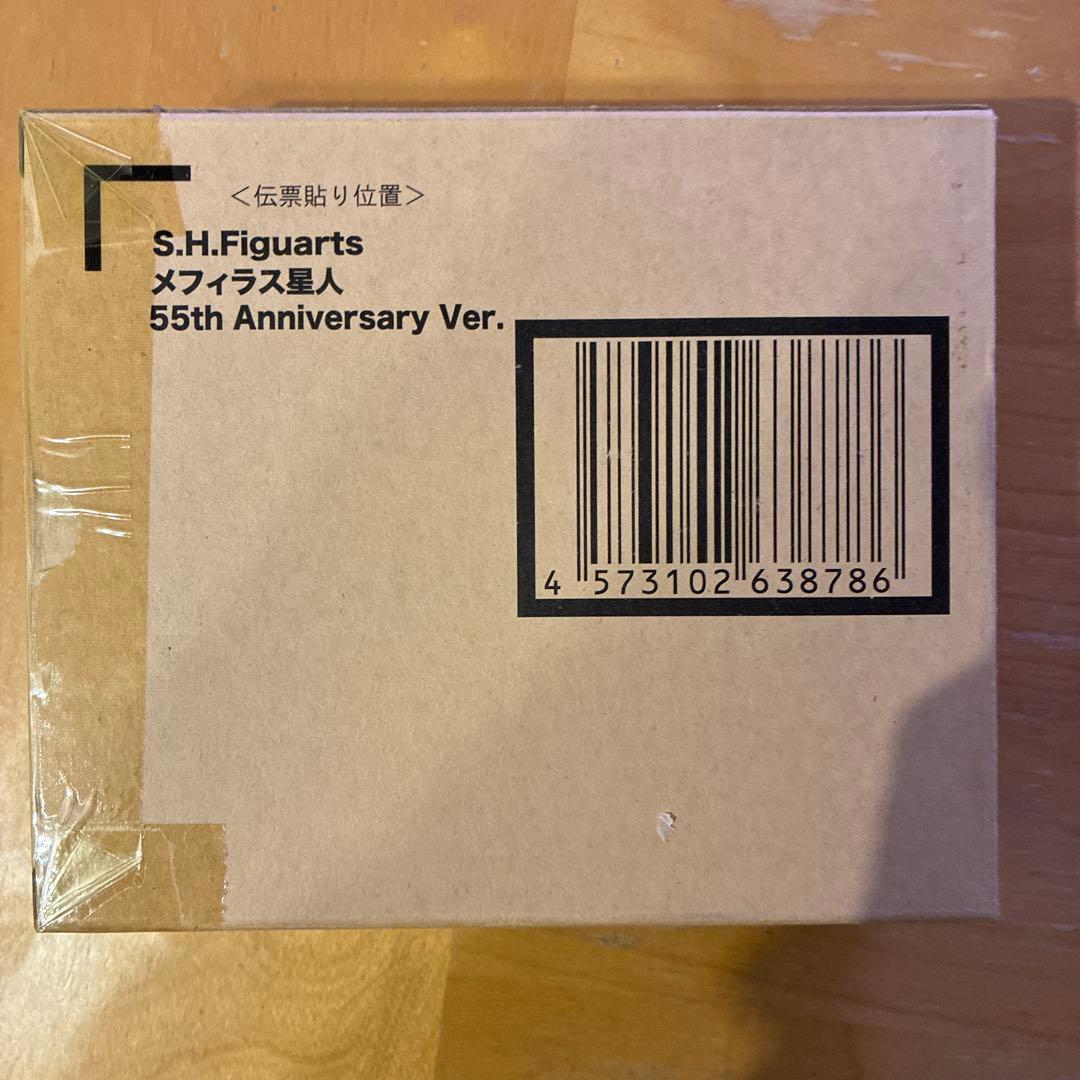 ＜伝票貼り位置＞
S.H.Figuarts
メフィラス星人
55th Anniversary Ver.
4 573102 638786